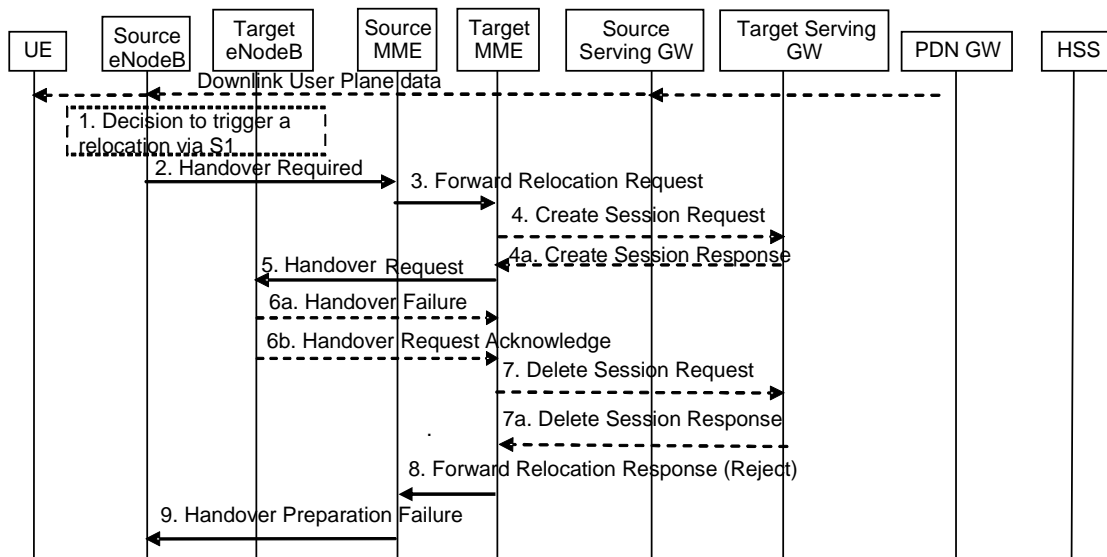 UE
Source
eNodeB
Target
eNodeB
Source
MME
Target
MME
Source
Serving GW
Target Serving
GW
PDN GW
HSS
Downlink User Plane data
1. Decision to trigger a
relocation via S1
2. Handover Required
3. Forward Relocation Request
4. Create Session Request
4a. Create Session Response
5. Handover Request
6a. Handover Failure
6b. Handover Request Acknowledge
7. Delete Session Request
7a. Delete Session Response
.
8. Forward Relocation Response (Reject)
9. Handover Preparation Failure